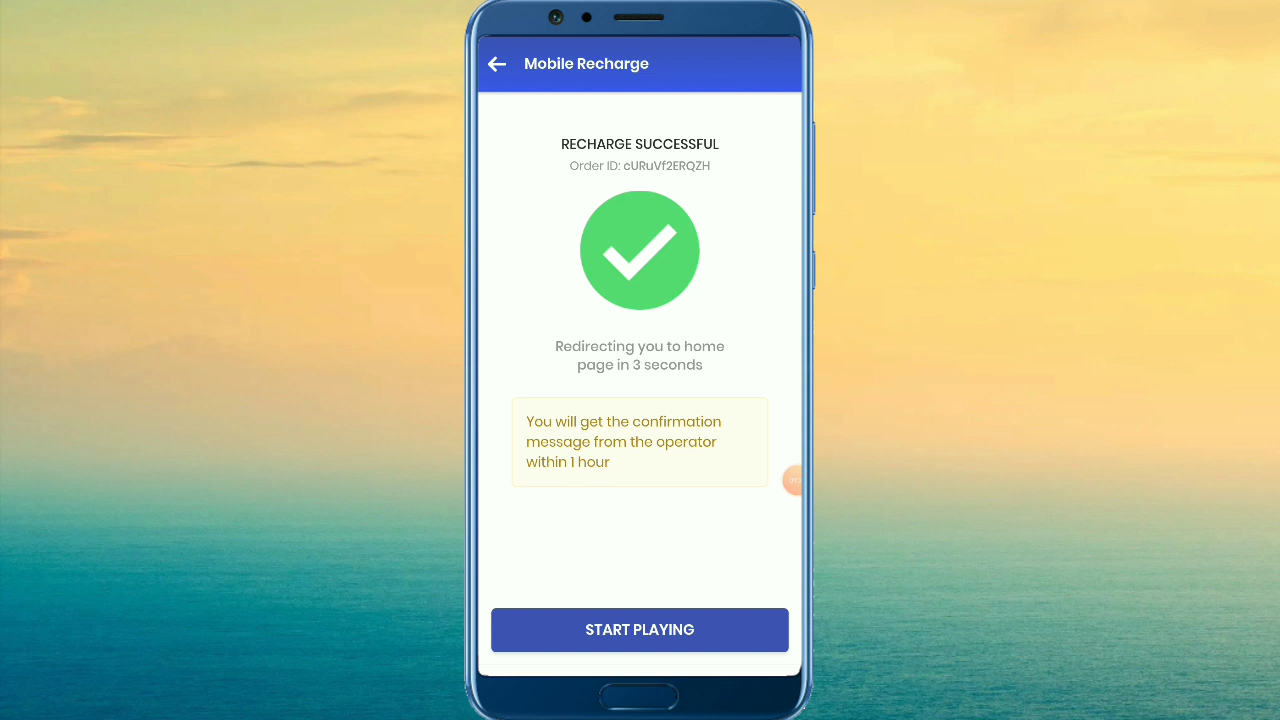 Mobile Recharge
RECHARGE SUCCESSFUL
Order ID: cURuVf2ERQZH
Redirecting you to home
page in 3 seconds
You will get the confirmation
message from the operator
within 1 hour
START PLAYING